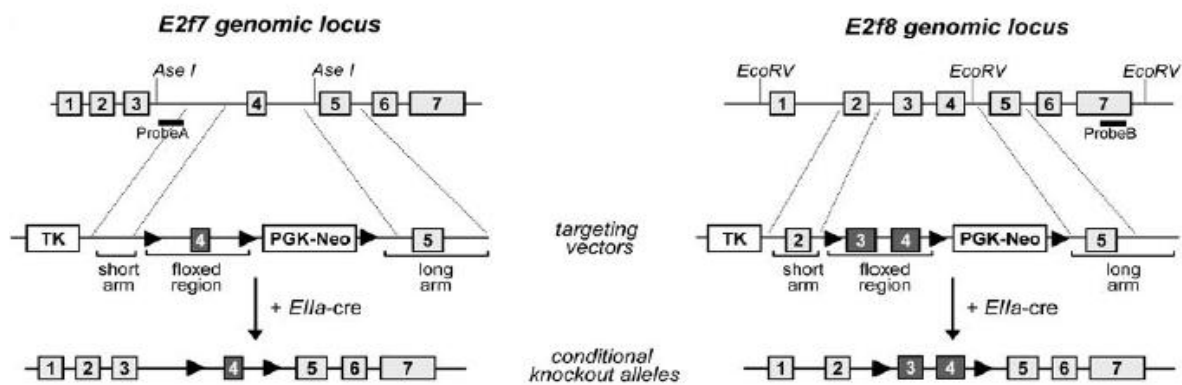 E2f7 genomic locus
Ase I
Ase I
1 2 3 4 5 6 7
ProbeA
TK 4 PGK-Neo 5
short arm
floxed region
long arm
+ EIIa-cre
1 2 3 4 5 6 7
targeting vectors
conditional knockout alleles
E2f8 genomic locus
EcoRV
EcoRV
EcoRV
1 2 3 4 5 6 7
ProbeB
TK 2 3 4 PGK-Neo 5
short arm
floxed region
long arm
+ EIIa-cre
1 2 3 4 5 6 7